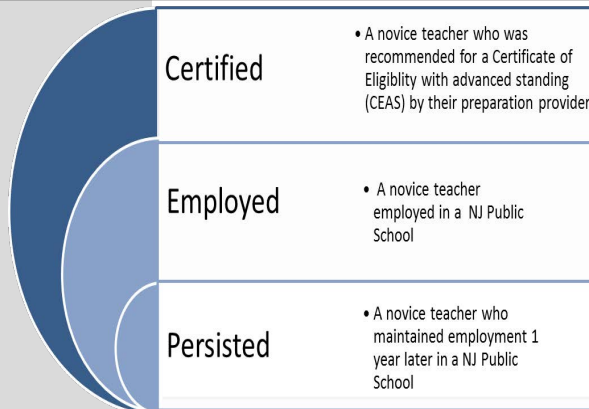 Certified
• A novice teacher who was
recommended for a Certificate of
Eligiblity with advanced standing
(CEAS) by their preparation provider
Employed
• A novice teacher
employed in a NJ Public
School
Persisted
• A novice teacher who
maintained employment 1
year later in a NJ Public
School